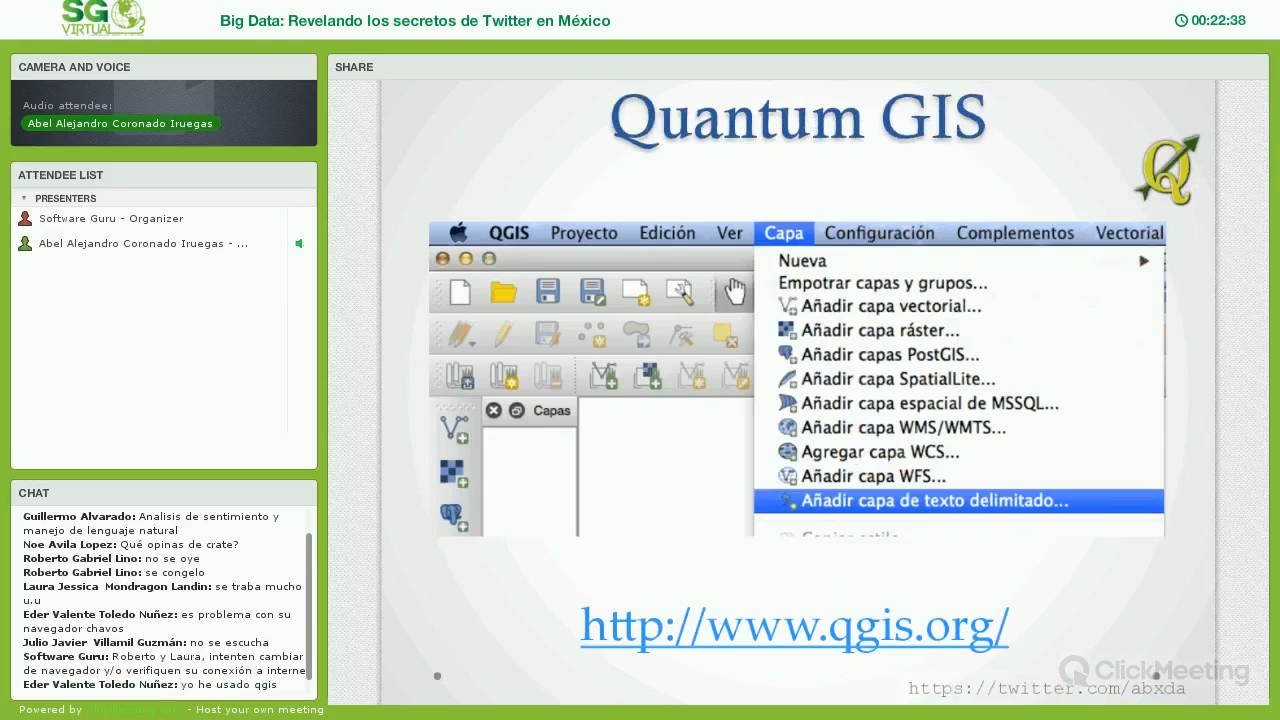 SG
VIRTUAL
Big Data: Revelando los secretos de Twitter en México
00:22:38
CAMERA AND VOICE
Audio attendee:
Abel Alejandro Coronado Iruegas
ATTENDEE LIST
PRESENTERS
Software Guru - Organizer
Abel Alejandro Coronado Iruegas - ...
CHAT
Guillermo Alvarado: Analisis de sentimiento y
manejo de lenguaje natural
Noe Avila Lopez: Qué opinas de crate?
Roberto Gabriel Lino: no se oye
Roberto Gabriel Lino: se congelo
Laura Jessica Mondragon Landin: se traba mucho
u.u
Eder Valente Toledo Nuñez: es problema con su
navegador chavos
Julio Javier Villamil Guzmán: no se escucha
Software Guru: Roberto y Laura, intenten cambiar
de navegador y/o verifiquen su conexión a interne
Eder Valente Toledo Nuñez: yo he usado qgis
Powered by
- Host your own meeting
SHARE
Quantum GIS
QGIS Proyecto Edición Ver Capa Configuración Complementos Vectorial
Nueva
Empotrar capas y grupos...
Añadir capa vectorial...
Añadir capa ráster...
Añadir capas PostGIS...
Añadir capa SpatiaLite...
Añadir capa espacial de MSSQL...
Añadir capa WMS/WMTS...
Agregar capa WCS...
Añadir capa WFS...
Añadir capa de texto delimitado...
Capas
http://www.qgis.org/
ClickMeeting
https://twitter.com/abxda